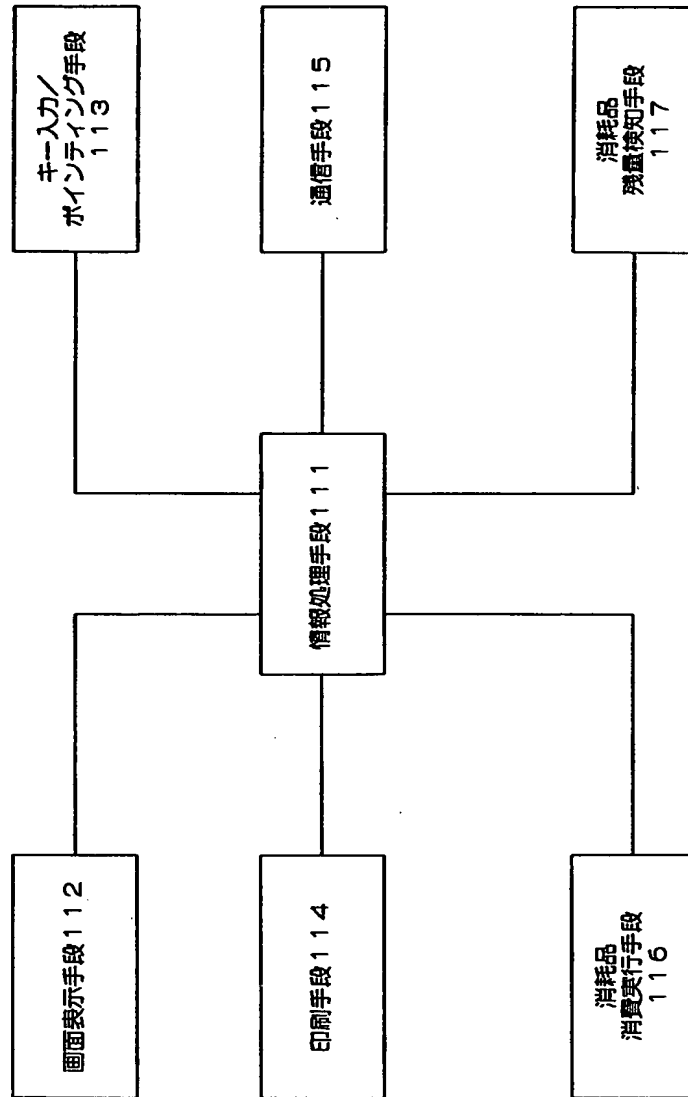 画面表示手段112
キー入力／
ポインティング手段
113
情報処理手段111
印刷手段114
通信手段115
消耗品
消費実行手段
116
消耗品
残量検知手段
117